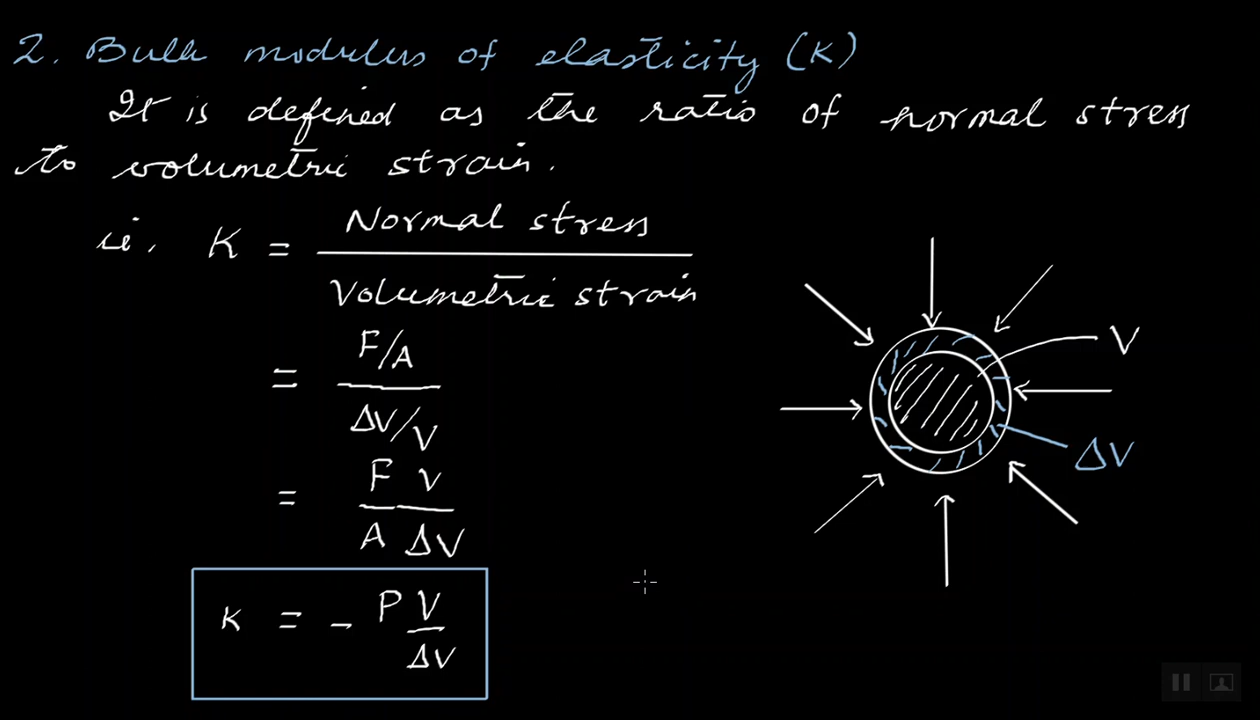 2. Bulk modulus of elasticity (K)
It is defined as the ratio of normal stress
to volumetric strain.
ie. K = Normal stress
Volumetric strain
= F/A
ΔV/V
= F V
A ΔV
K = - P V
ΔV
V
ΔV